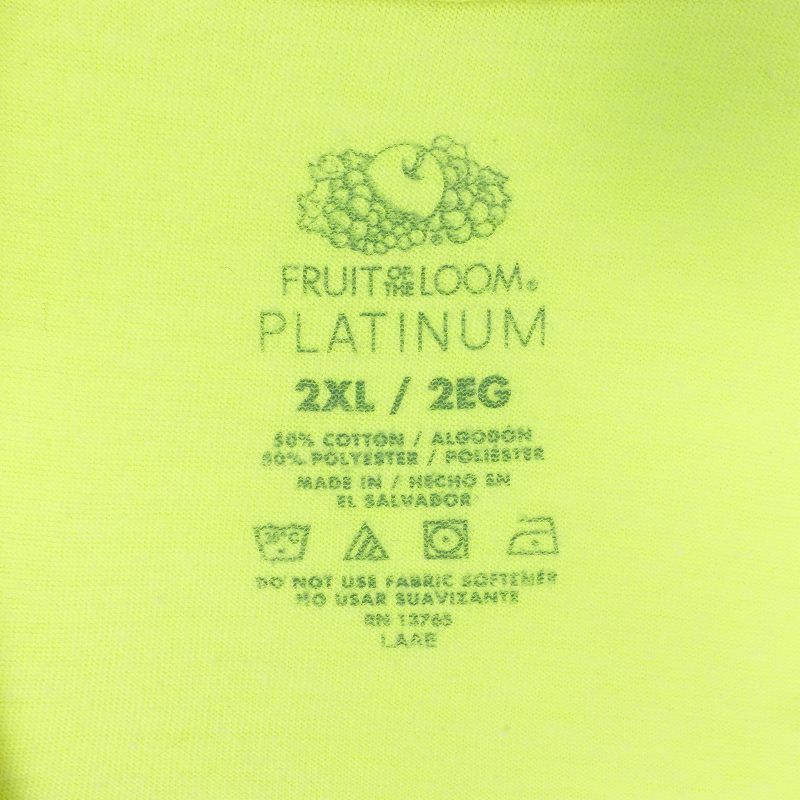 FRUIT OF THE LOOM®
PLATINUM
2XL / 2EG
50% COTTON / ALGODÓN
50% POLYESTER / POLIÉSTER
MADE IN / HECHO EN
EL SALVADOR
30°C
DO NOT USE FABRIC SOFTENER
NO USAR SUAVIZANTE
RN 13765